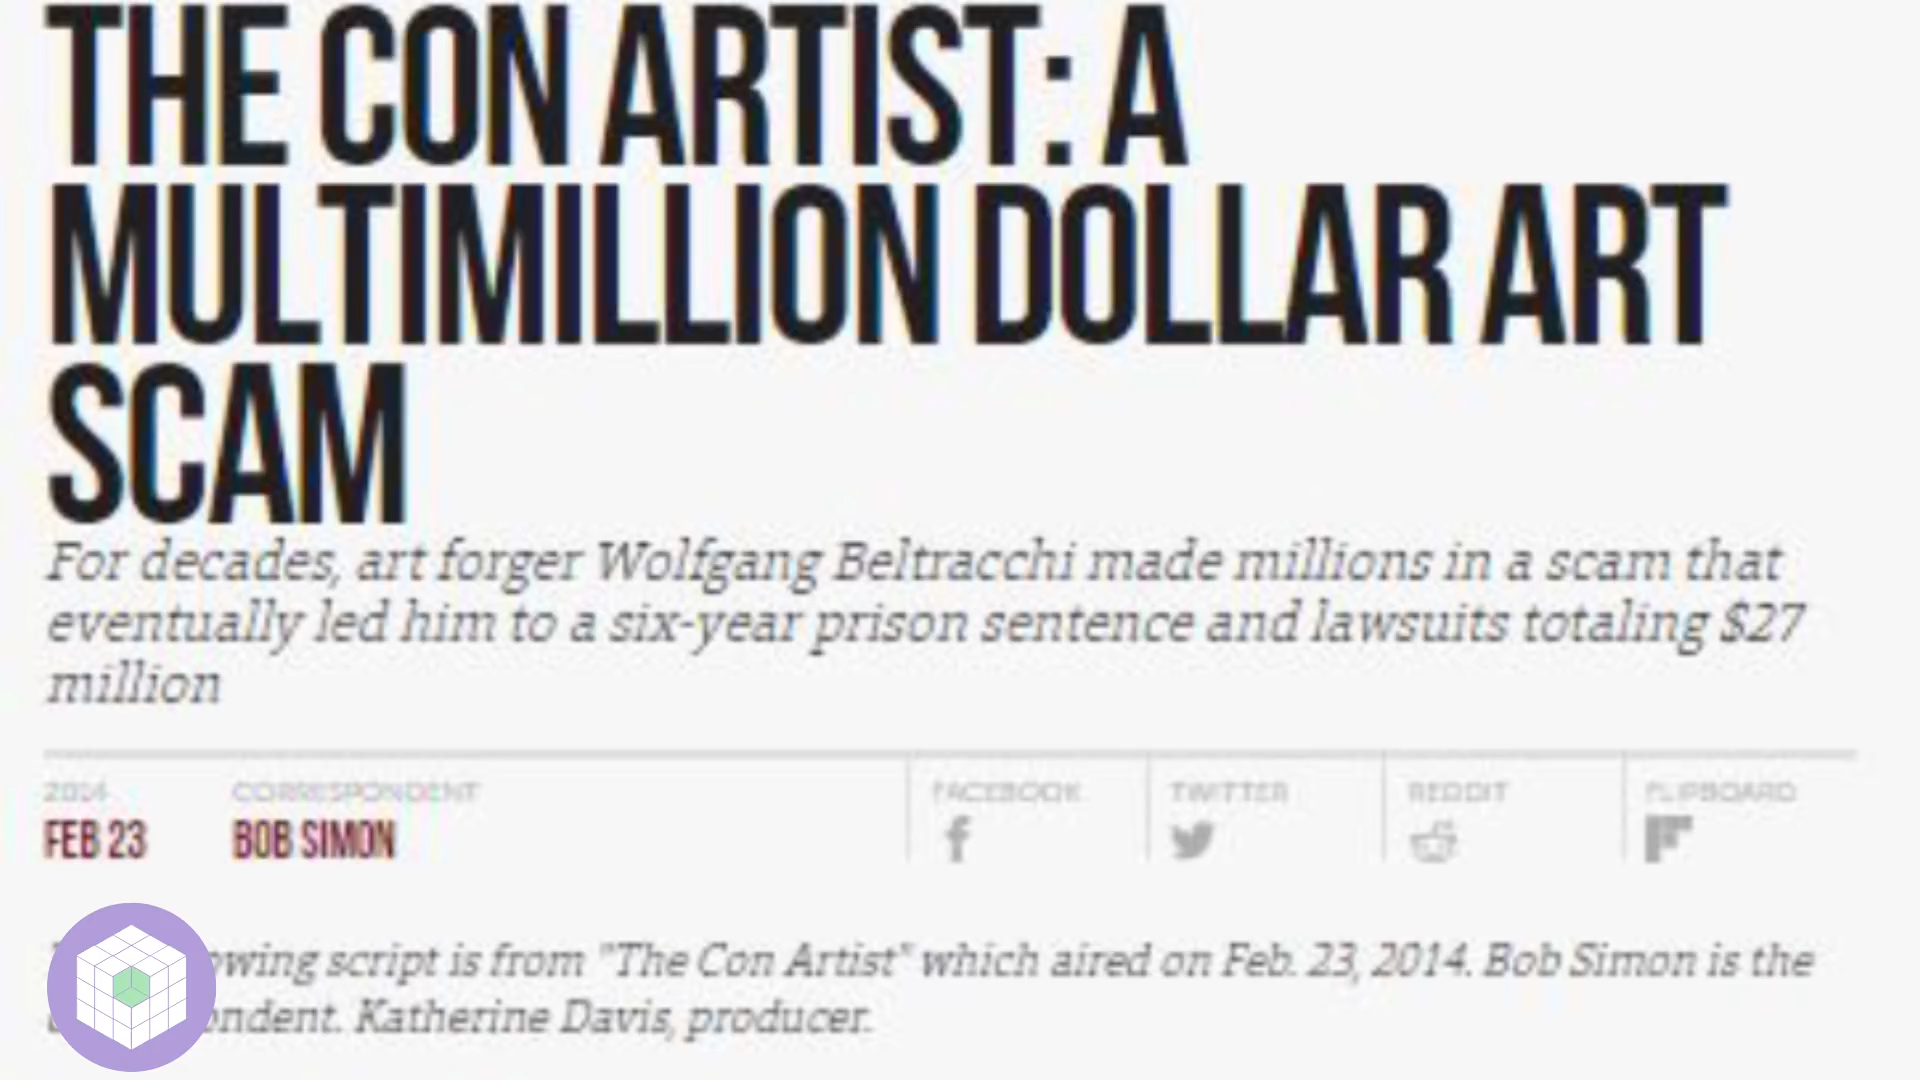 THE CON ARTIST: A
MULTIMILLION DOLLAR ART
SCAM
For decades, art forger Wolfgang Beltracchi made millions in a scam that
eventually led him to a six-year prison sentence and lawsuits totaling $27
million
2014 CORRESPONDENT FACEBOOK TWITTER REDDIT FLIPBOARD
FEB 23 BOB SIMON
script is from "The Con Artist" which aired on Feb. 23, 2014. Bob Simon is the
Katherine Davis, producer.